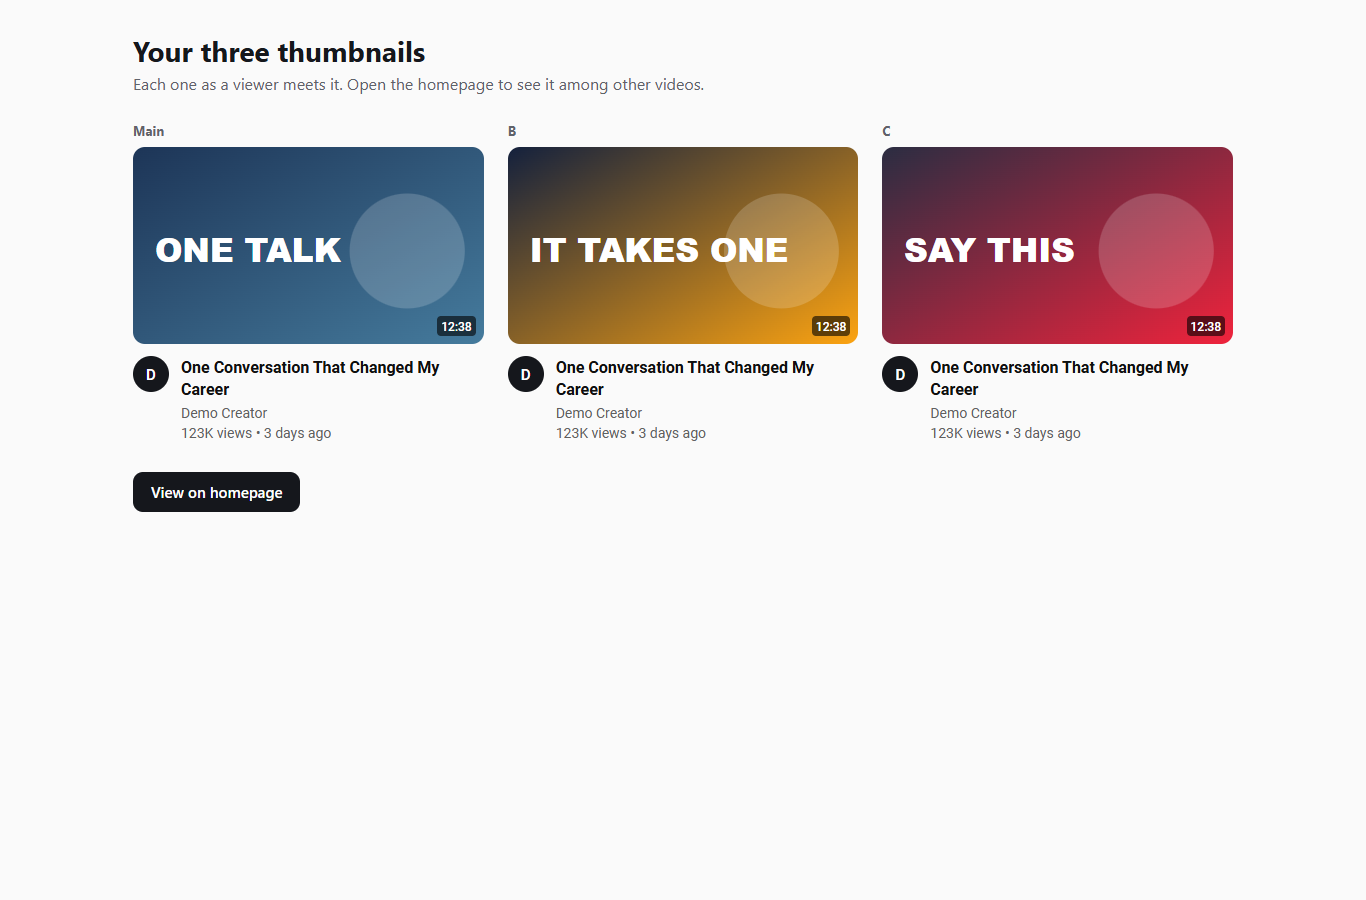 Your three thumbnails
Each one as a viewer meets it. Open the homepage to see it among other videos.
Main
ONE TALK
12:38
D
One Conversation That Changed My
Career
Demo Creator
123K views • 3 days ago
B
IT TAKES ONE
12:38
D
One Conversation That Changed My
Career
Demo Creator
123K views • 3 days ago
C
SAY THIS
12:38
D
One Conversation That Changed My
Career
Demo Creator
123K views • 3 days ago
View on homepage